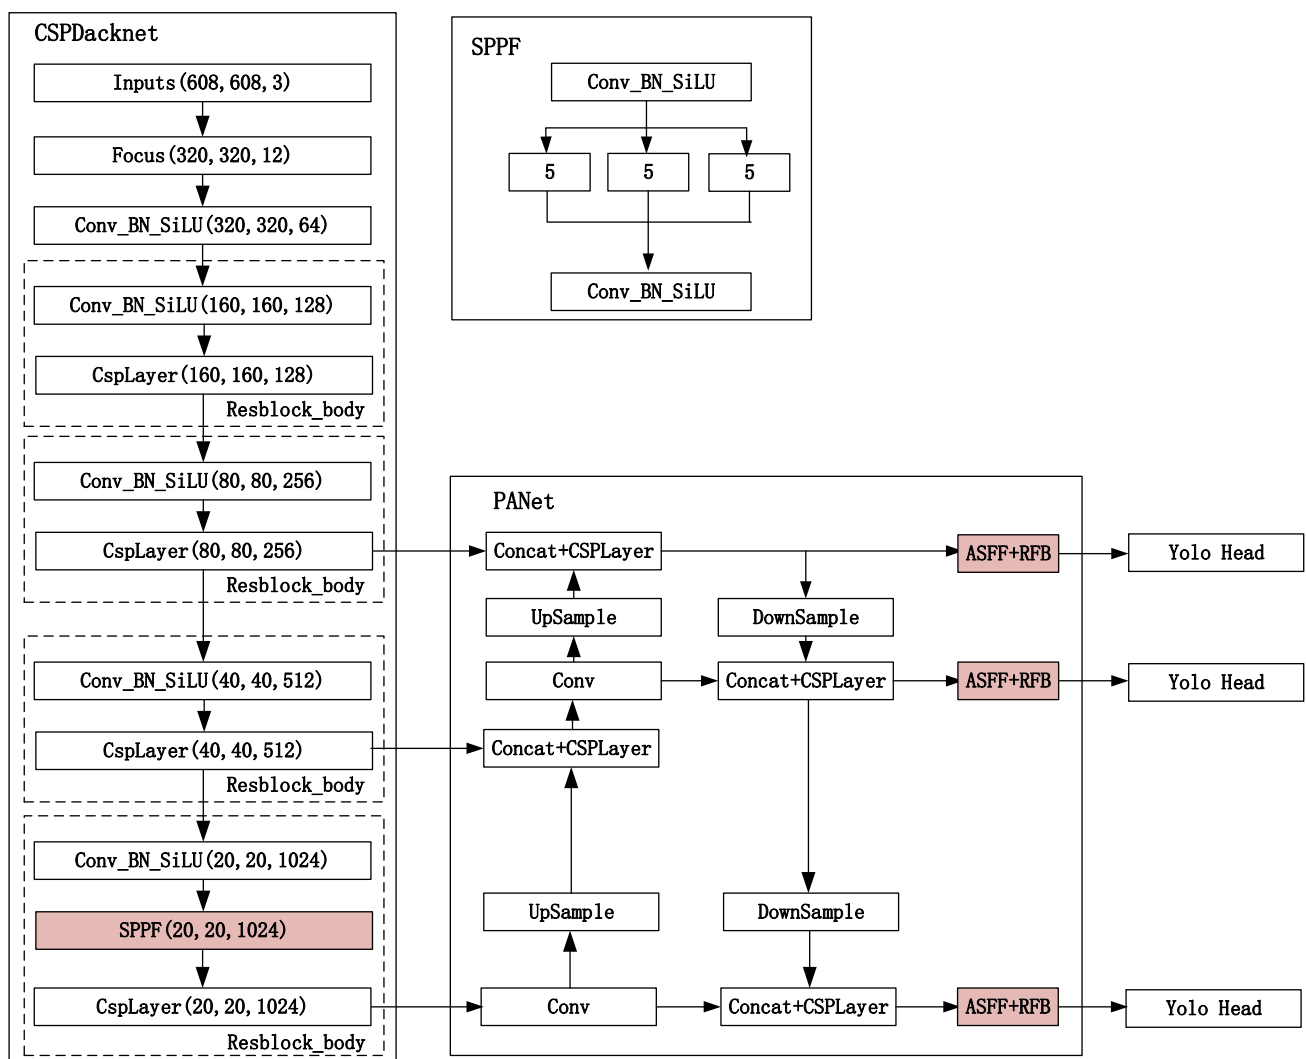 CSPDacknet
Inputs(608,608,3)
Focus(320,320,12)
Conv_BN_SiLU(320,320,64)
Conv_BN_SiLU(160,160,128)
CspLayer(160,160,128)
Resblock_body
Conv_BN_SiLU(80,80,256)
CspLayer(80,80,256)
Resblock_body
Conv_BN_SiLU(40,40,512)
CspLayer(40,40,512)
Resblock_body
Conv_BN_SiLU(20,20,1024)
SPPF(20,20,1024)
CspLayer(20,20,1024)
Resblock_body
SPPF
Conv_BN_SiLU
5 5 5
Conv_BN_SiLU
PANet
Concat+CSPLayer ASFF+RFB Yolo Head
UpSample DownSample
Conv Concat+CSPLayer ASFF+RFB Yolo Head
Concat+CSPLayer
UpSample DownSample
Conv Concat+CSPLayer ASFF+RFB Yolo Head